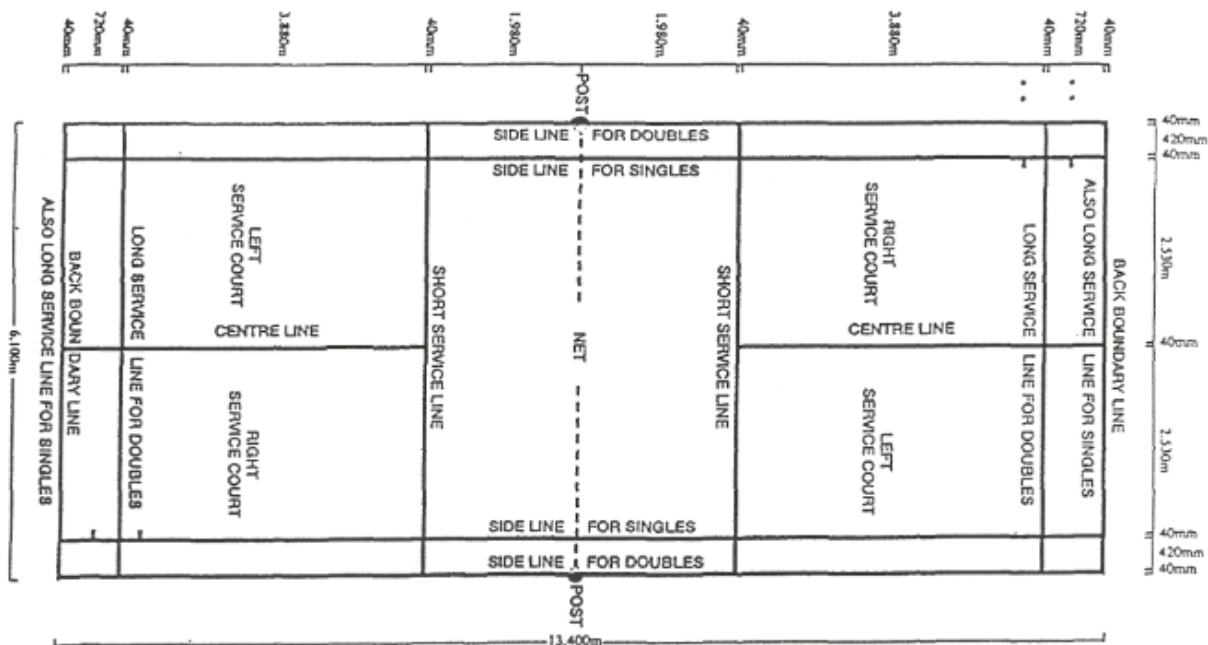 40mm
720mm
40mm
3.880m
40mm
1.980m
1.980m
40mm
3.880m
40mm
720mm
40mm
POST
SIDE LINE FOR DOUBLES
SIDE LINE FOR SINGLES
40mm
420mm
40mm
2.530m
40mm
2.530m
40mm
420mm
40mm
6.100m
ALSO LONG SERVICE LINE FOR SINGLES
BACK BOUNDARY LINE
LONG SERVICE LINE FOR DOUBLES
LEFT
SERVICE COURT
CENTRE LINE
RIGHT
SERVICE COURT
SHORT SERVICE LINE
NET
SHORT SERVICE LINE
RIGHT
SERVICE COURT
CENTRE LINE
LEFT
SERVICE COURT
LONG SERVICE LINE FOR DOUBLES
ALSO LONG SERVICE LINE FOR SINGLES
BACK BOUNDARY LINE
SIDE LINE FOR SINGLES
SIDE LINE FOR DOUBLES
POST
13.400m